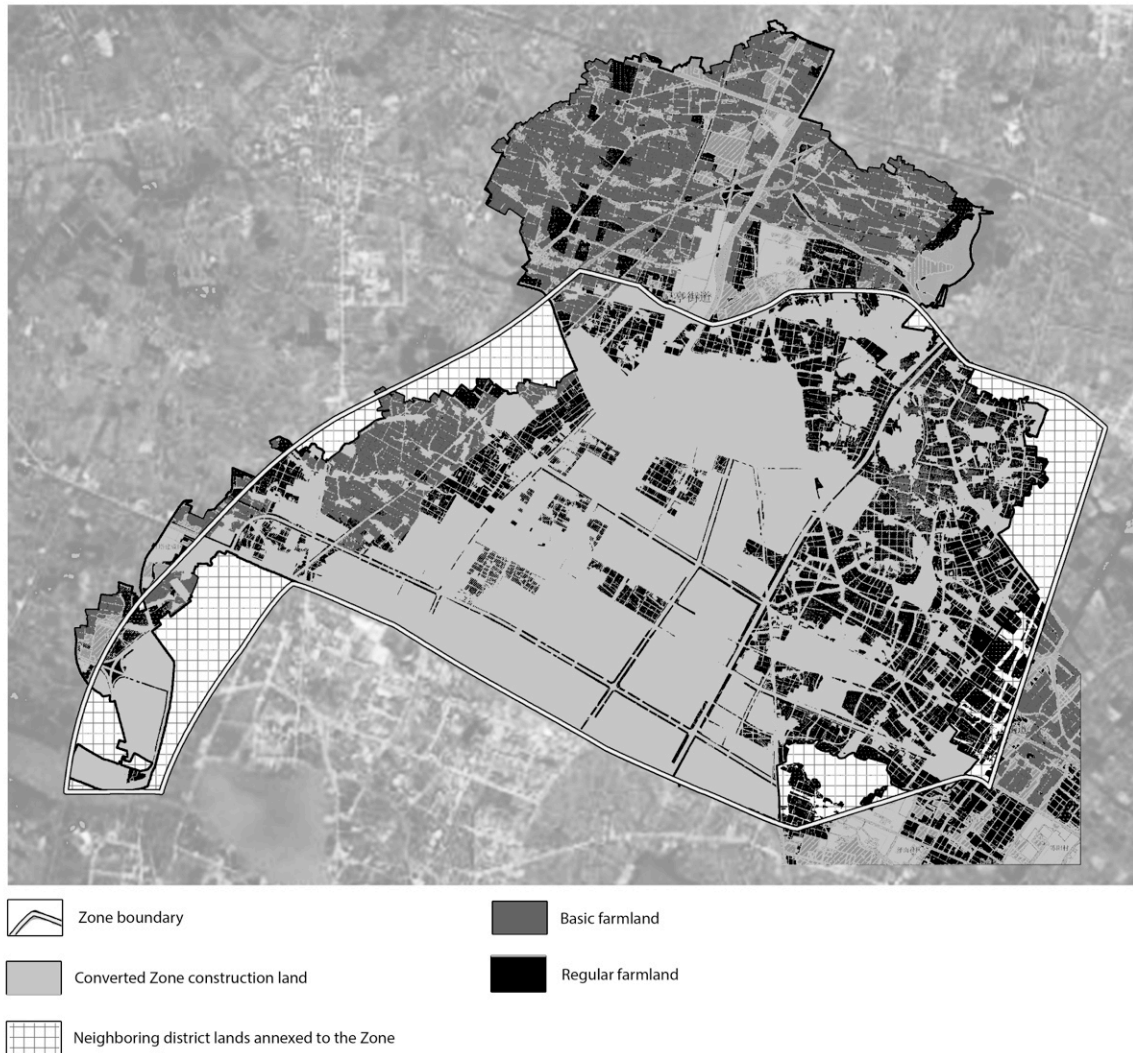 Zone boundary
Basic farmland
Converted Zone construction land
Regular farmland
Neighboring district lands annexed to the Zone